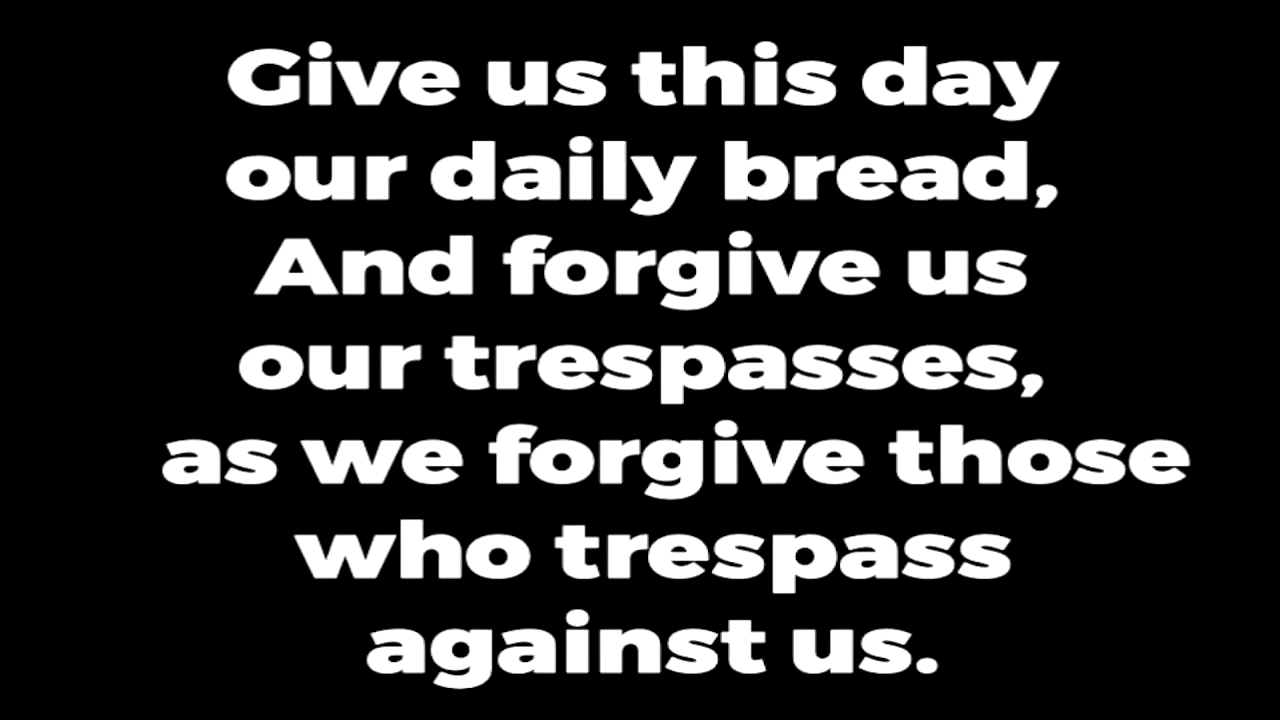 Give us this day
our daily bread,
And forgive us
our trespasses,
as we forgive those
who trespass
against us.